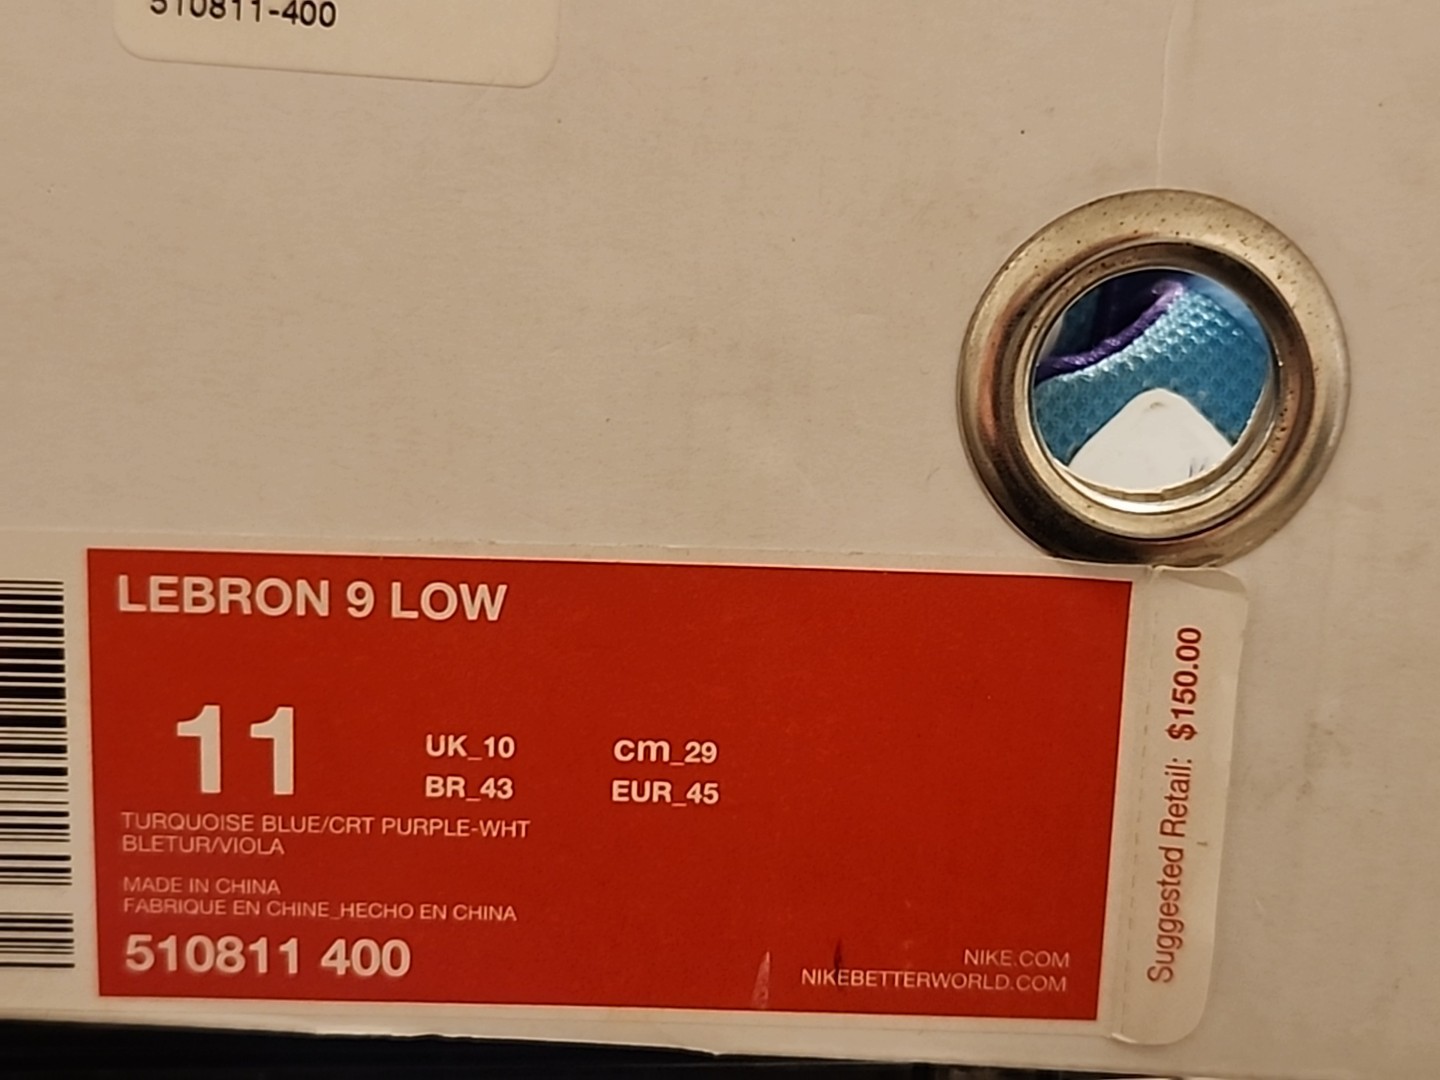 510811-400
LEBRON 9 LOW
11
UK_10
cm_29
BR_43
EUR_45
TURQUOISE BLUE/CRT PURPLE-WHT
BLETUR/VIOLA
MADE IN CHINA
FABRIQUE EN CHINE_HECHO EN CHINA
510811 400
NIKE.COM
NIKEBETTERWORLD.COM
Suggested Retail: $150.00